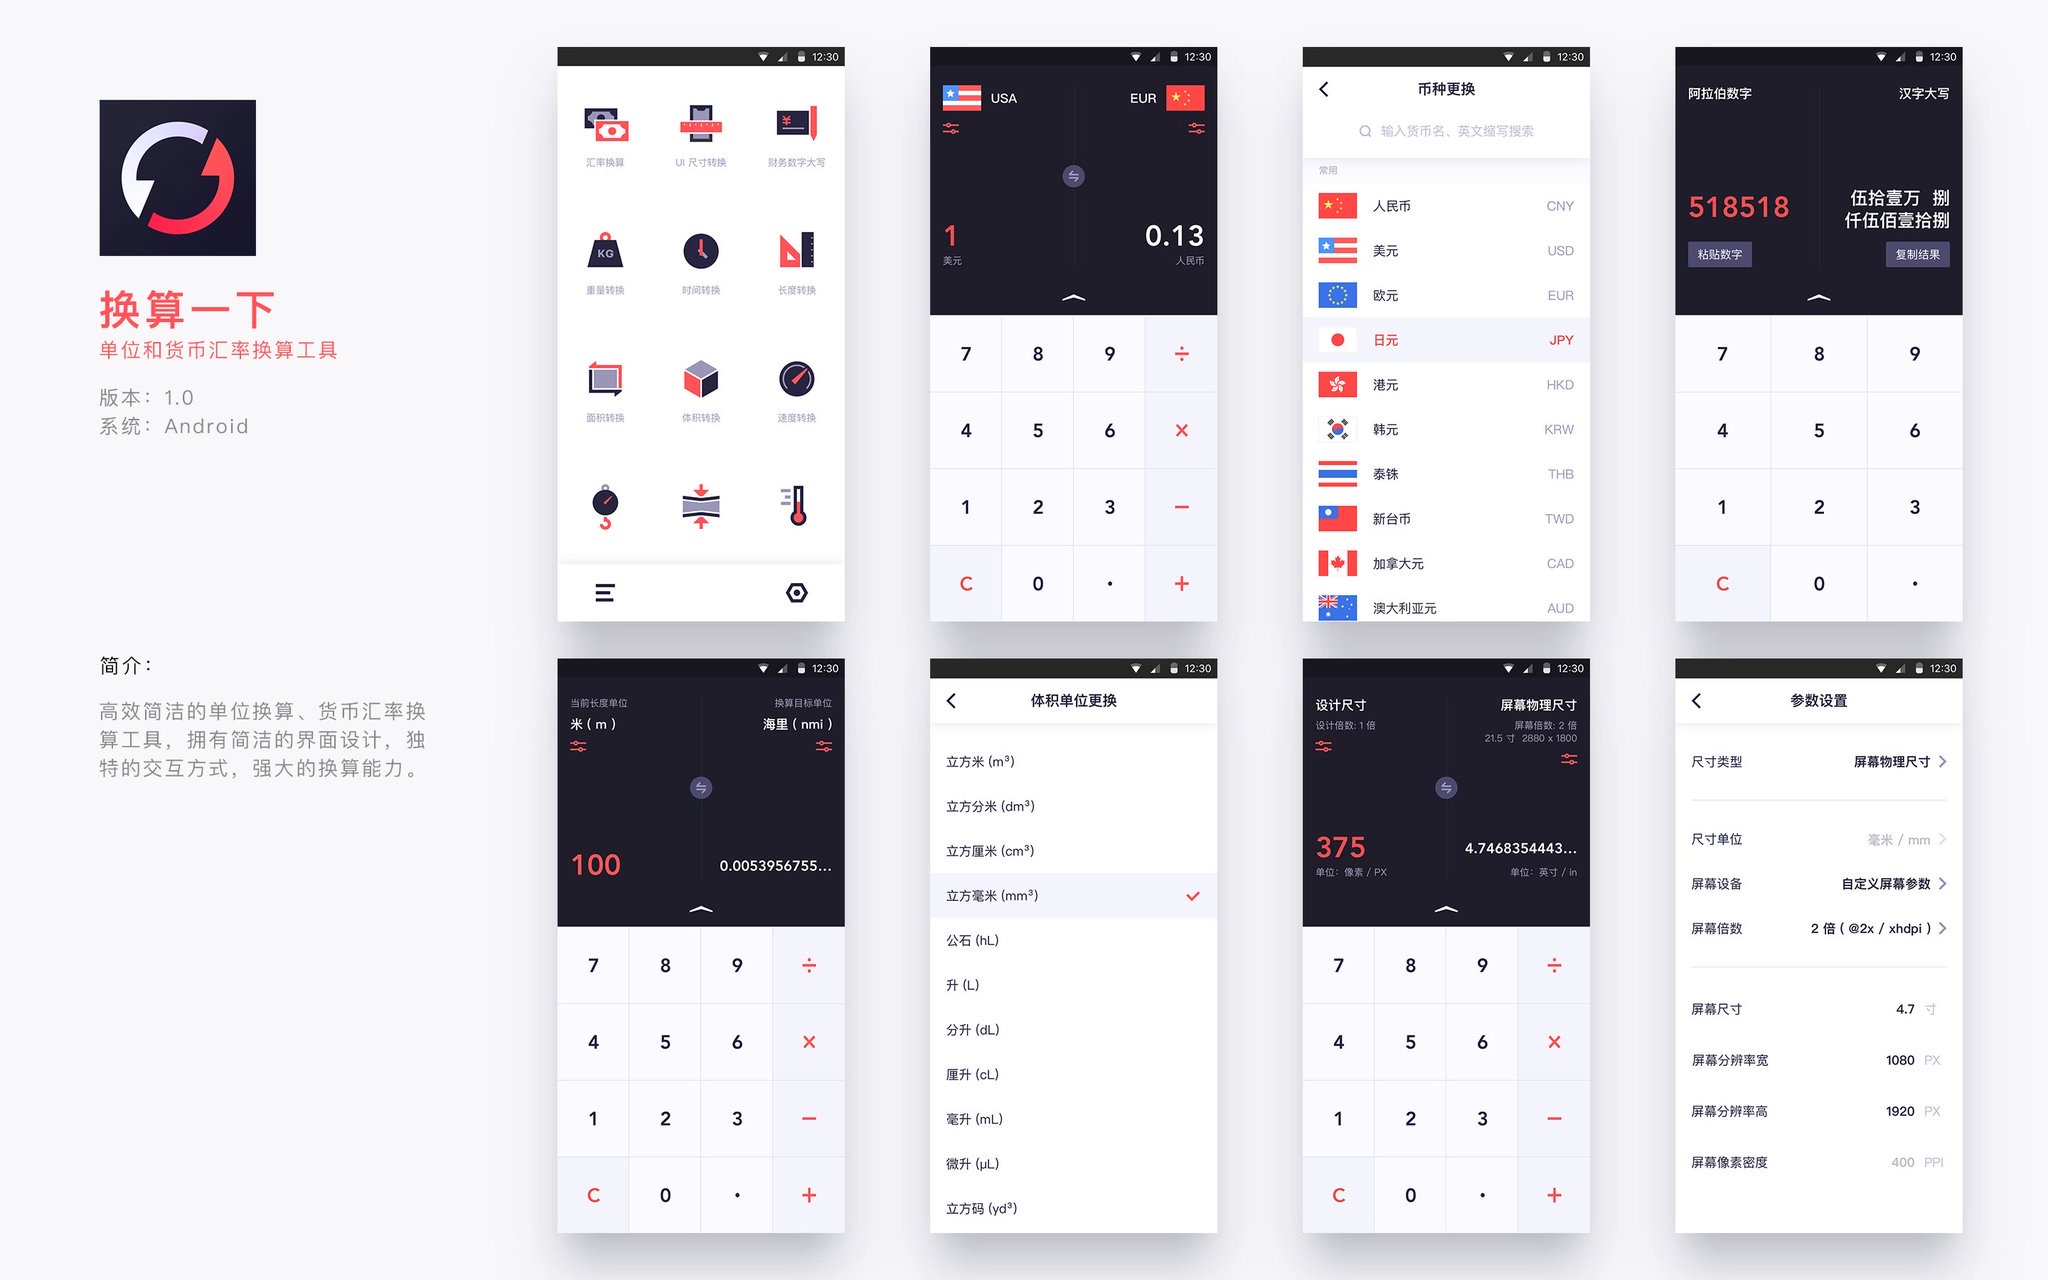 换算一下
单位和货币汇率换算工具
版本：1.0
系统：Android
简介：
高效简洁的单位换算、货币汇率换
算工具，拥有简洁的界面设计，独
特的交互方式，强大的换算能力。
12:30
汇率换算 UI 尺寸转换 财务数字大写
¥
KG
重量转换 时间转换 长度转换
面积转换 体积转换 速度转换
12:30
USA EUR
1 0.13
美元 人民币
7 8 9 ÷
4 5 6 ×
1 2 3 −
C 0 · +
12:30
币种更换
输入货币名、英文缩写搜索
常用
人民币 CNY
美元 USD
欧元 EUR
日元 JPY
港元 HKD
韩元 KRW
泰铢 THB
新台币 TWD
加拿大元 CAD
澳大利亚元 AUD
12:30
阿拉伯数字 汉字大写
518518
伍拾壹万 捌
仟伍佰壹拾捌
粘贴数字 复制结果
7 8 9
4 5 6
1 2 3
C 0 ·
12:30
当前长度单位 换算目标单位
米 ( m ) 海里 ( nmi )
100 0.0053956755...
7 8 9 ÷
4 5 6 ×
1 2 3 −
C 0 · +
12:30
体积单位更换
立方米 (m³)
立方分米 (dm³)
立方厘米 (cm³)
立方毫米 (mm³)
公石 (hL)
升 (L)
分升 (dL)
厘升 (cL)
毫升 (mL)
微升 (μL)
立方码 (yd³)
12:30
设计尺寸 屏幕物理尺寸
设计倍数: 1 倍 屏幕倍数: 2 倍
21.5 寸 2880 x 1800
375 4.7468354443...
单位：像素 / PX 单位：英寸 / in
7 8 9 ÷
4 5 6 ×
1 2 3 −
C 0 · +
12:30
参数设置
尺寸类型 屏幕物理尺寸
尺寸单位 毫米 / mm
屏幕设备 自定义屏幕参数
屏幕倍数 2 倍 ( @2x / xhdpi )
屏幕尺寸 4.7 寸
屏幕分辨率宽 1080 PX
屏幕分辨率高 1920 PX
屏幕像素密度 400 PPI